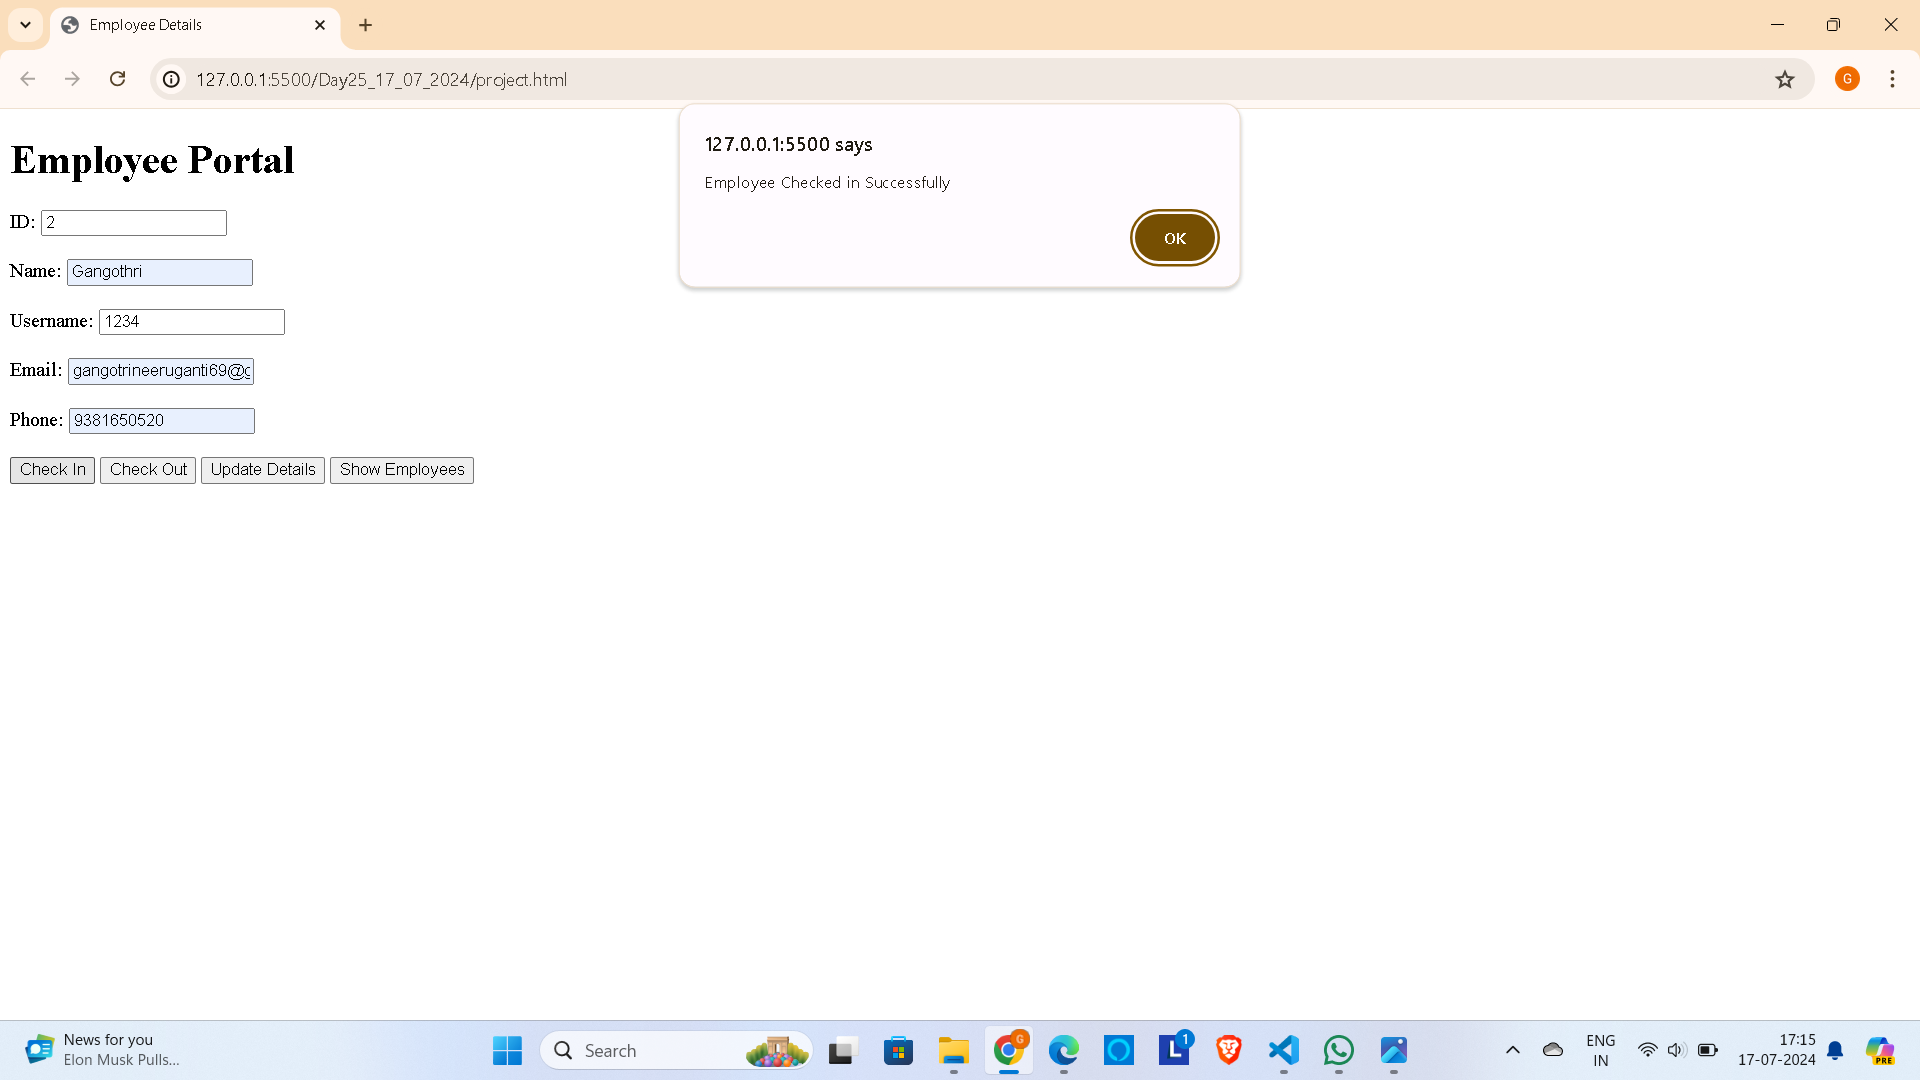 Employee Details
127.0.0.1:5500/Day25_17_07_2024/project.html
G
127.0.0.1:5500 says
Employee Checked in Successfully
OK
Employee Portal
ID: 2
Name: Gangothri
Username: 1234
Email: gangotrineeruganti69@g
Phone: 9381650520
Check In Check Out Update Details Show Employees
News for you
Elon Musk Pulls...
Search
G
L 1
ENG
IN
17:15
17-07-2024
PRE